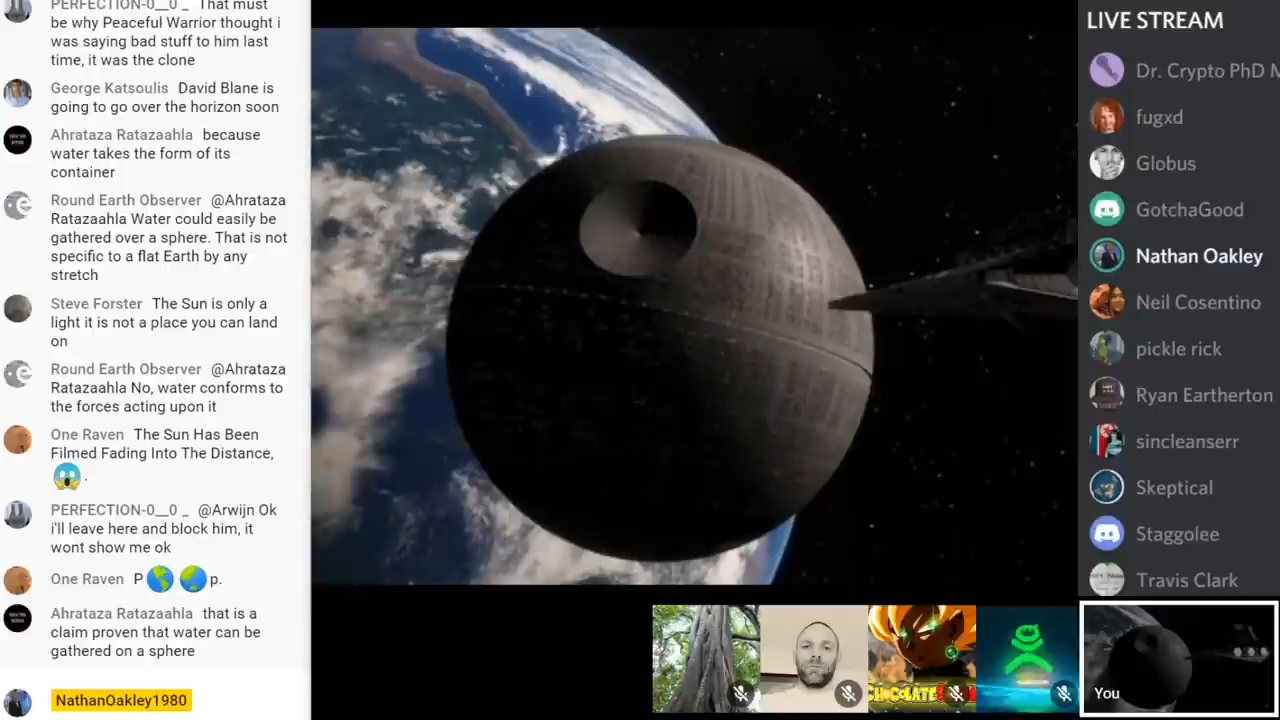 PERFECTION-0__0 _ That must
be why Peaceful Warrior thought i
was saying bad stuff to him last
time, it was the clone
George Katsoulis David Blane is
going to go over the horizon soon
Ahrataza Ratazaahla because
water takes the form of its
container
Round Earth Observer @Ahrataza
Ratazaahla Water could easily be
gathered over a sphere. That is not
specific to a flat Earth by any
stretch
Steve Forster The Sun is only a
light it is not a place you can land
on
Round Earth Observer @Ahrataza
Ratazaahla No, water conforms to
the forces acting upon it
One Raven The Sun Has Been
Filmed Fading Into The Distance,
😱.
PERFECTION-0__0 _ @Arwijn Ok
i'll leave here and block him, it
wont show me ok
One Raven P🌎 🌏p.
Ahrataza Ratazaahla that is a
claim proven that water can be
gathered on a sphere
NathanOakley1980
LIVE STREAM
Dr. Crypto PhD M
fugxd
Globus
GotchaGood
Nathan Oakley
Neil Cosentino
pickle rick
Ryan Eartherton
sincleanserr
Skeptical
Staggolee
Travis Clark
You